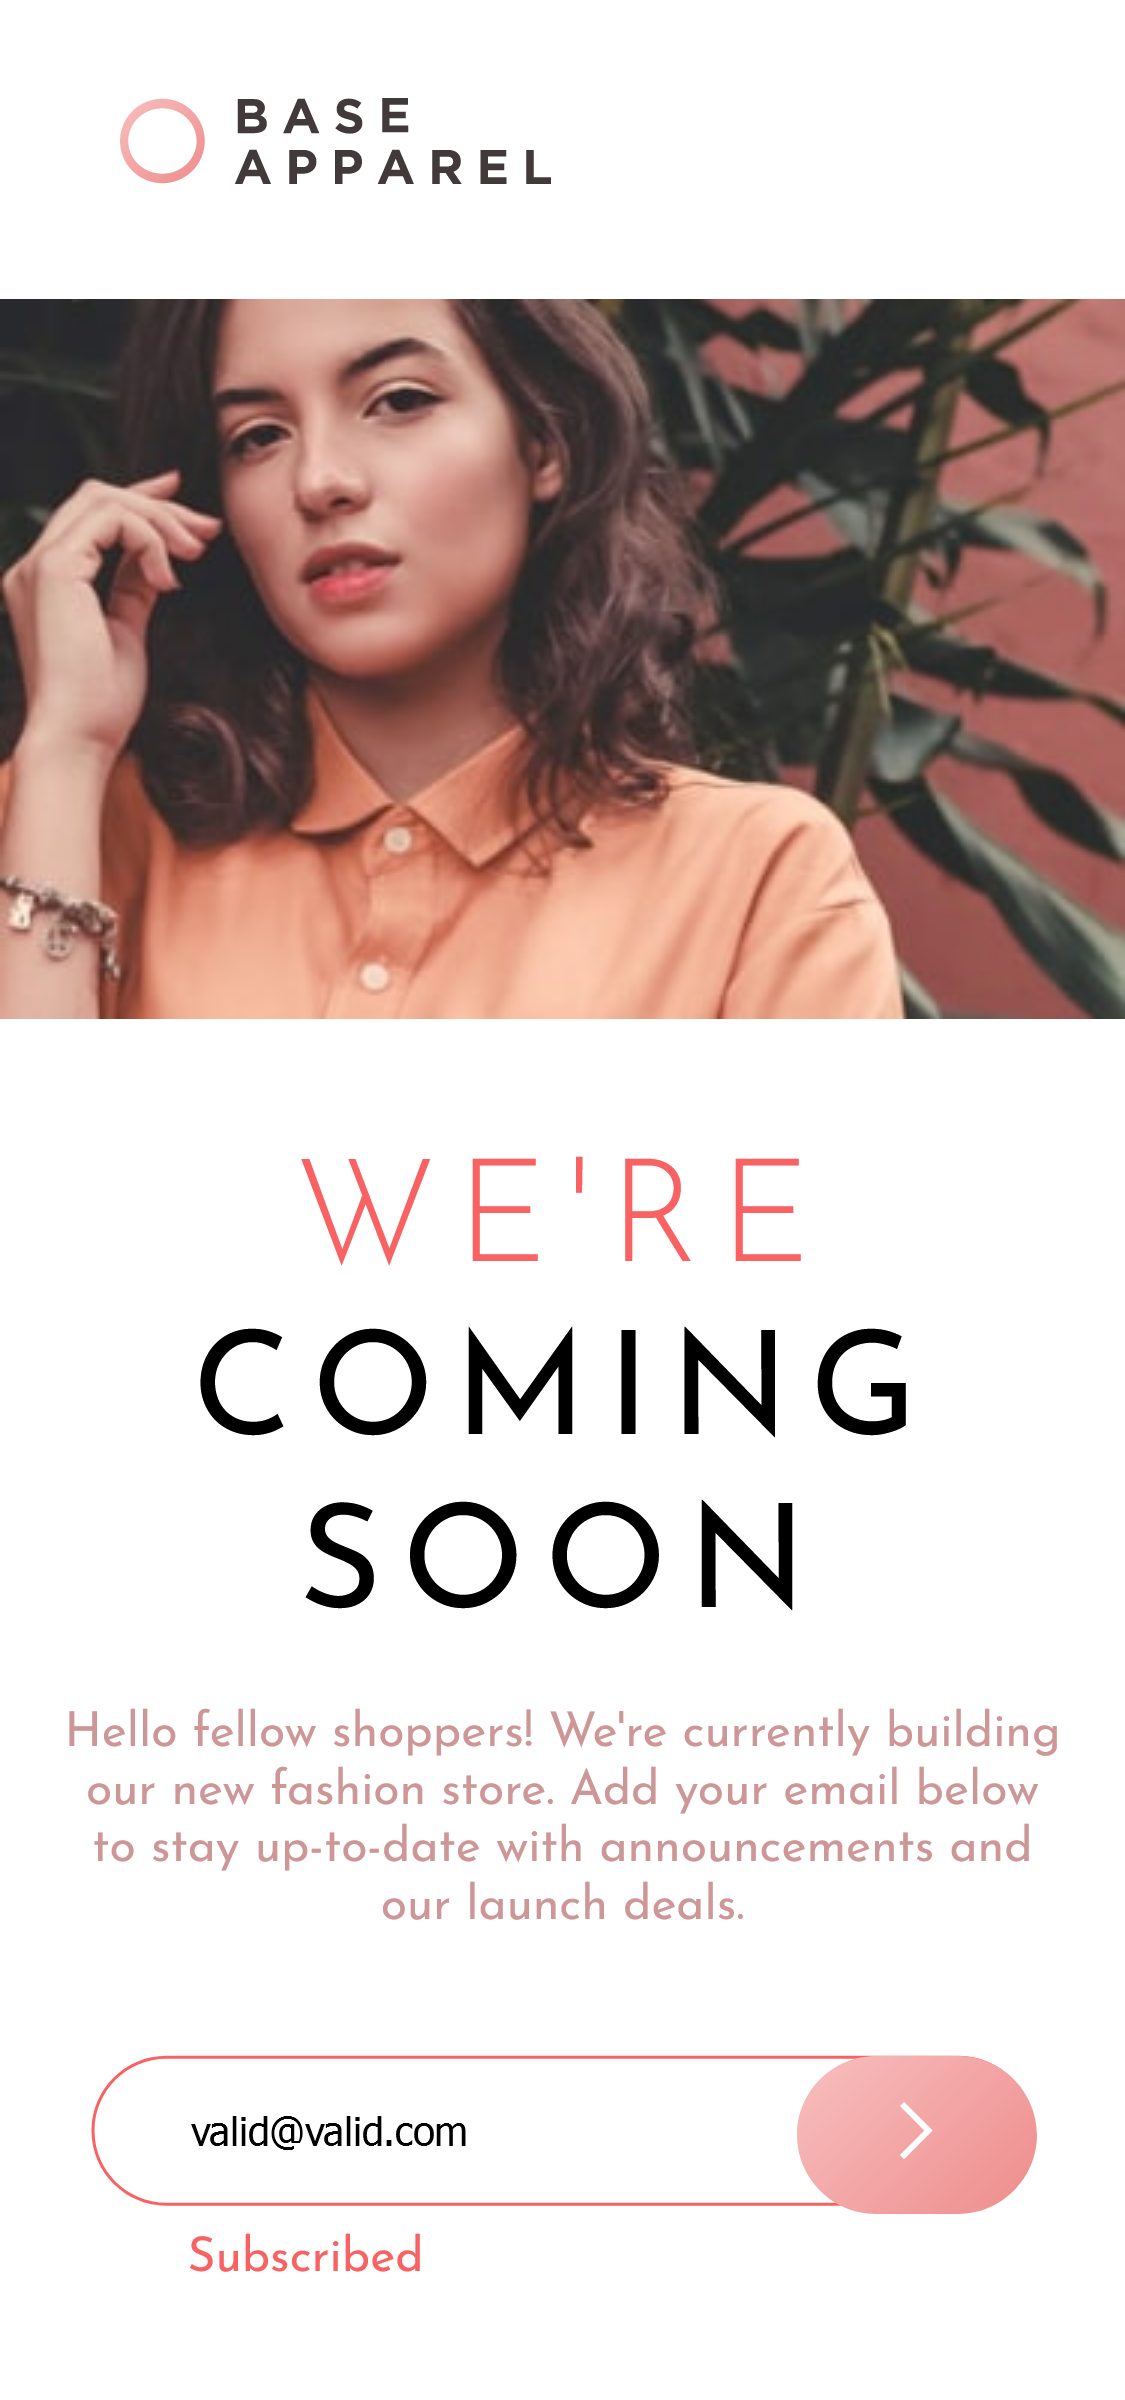 BASE
APPAREL
WE'RE
COMING
SOON
Hello fellow shoppers! We're currently building
our new fashion store. Add your email below
to stay up-to-date with announcements and
our launch deals.
valid@valid.com
Subscribed